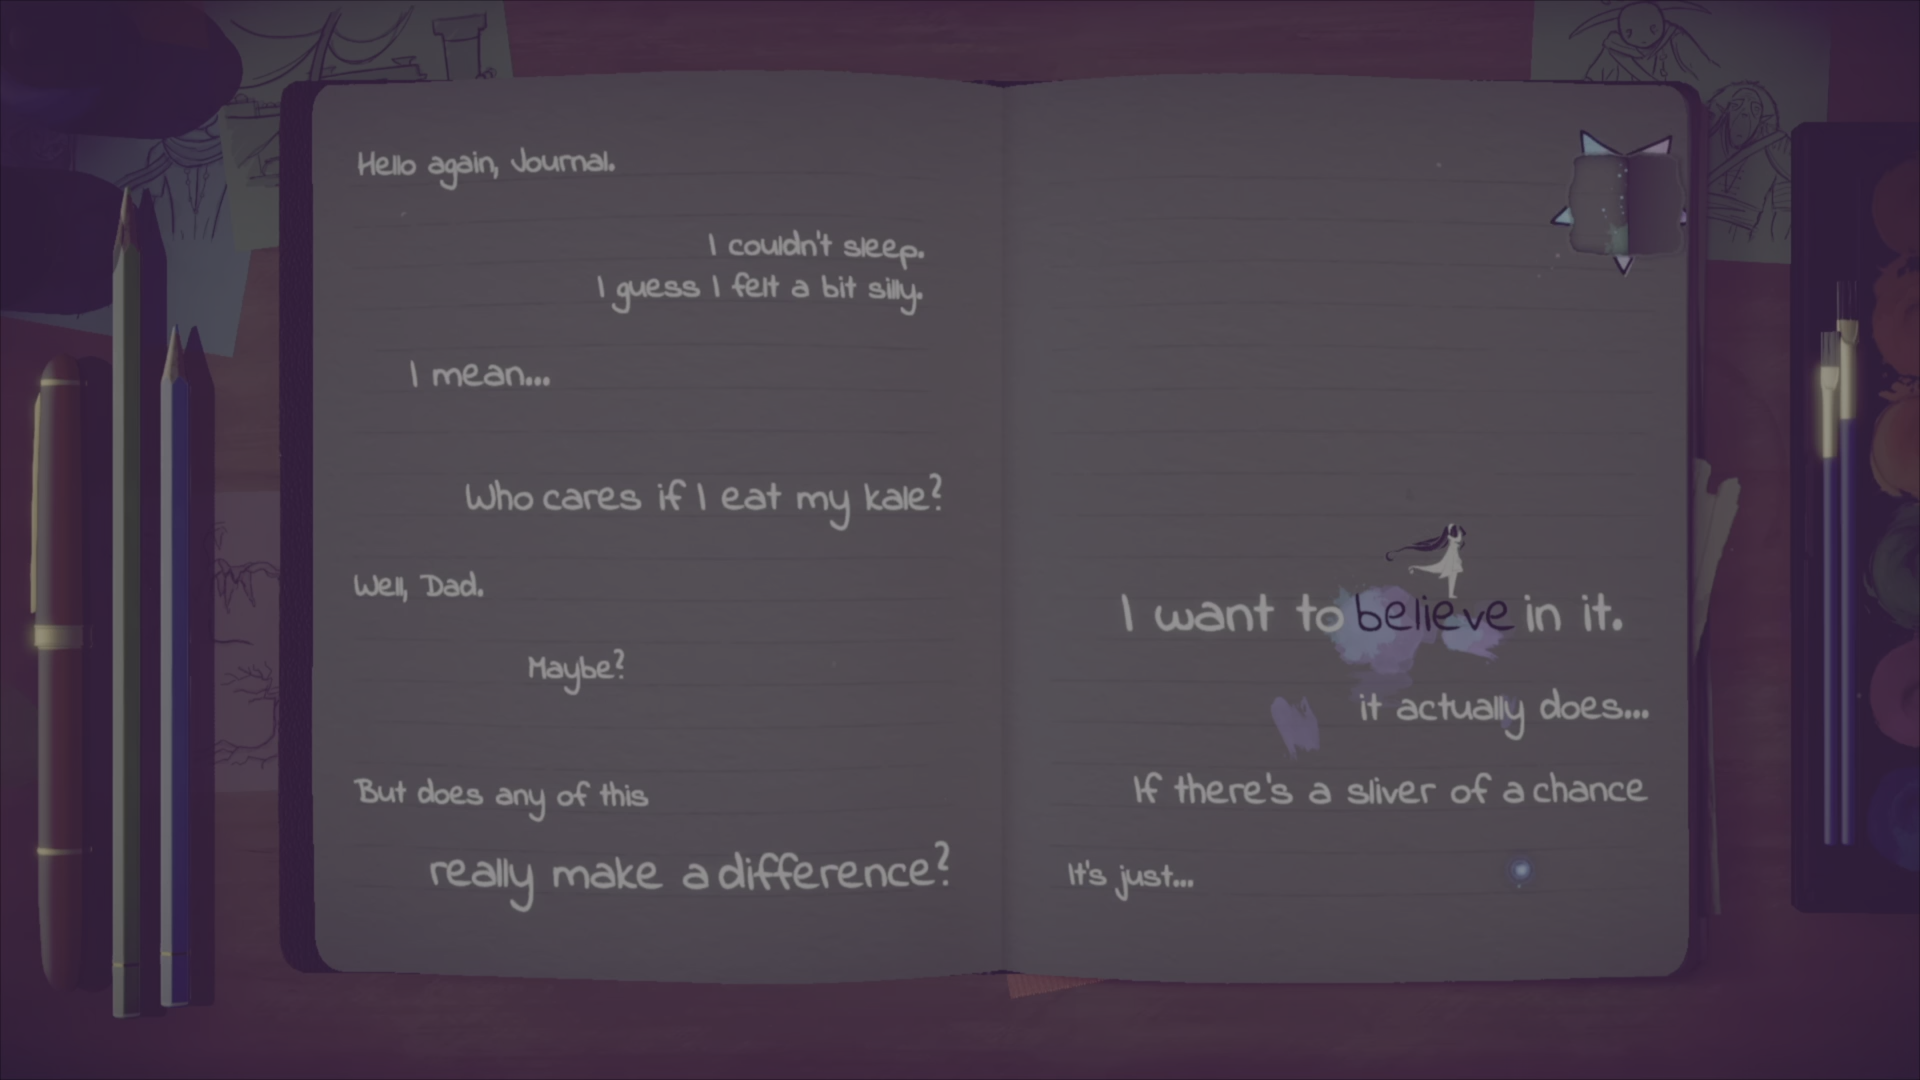 Hello again, Journal.
I couldn't sleep.
I guess I felt a bit silly.
I mean...
Who cares if I eat my kale?
Well, Dad.
Maybe?
But does any of this
really make a difference?
I want to believe in it.
it actually does...
If there's a sliver of a chance
It's just...